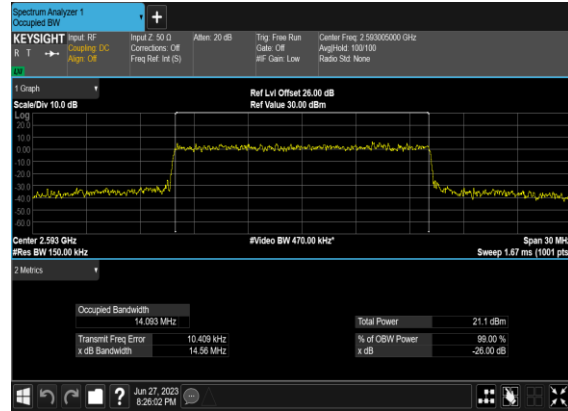 Spectrum Analyzer 1
Occupied BW
+
KEYSIGHT Input: RF Input Z: 50 Ω Atten: 20 dB Trig: Free Run Center Freq: 2.593005000 GHz
R T Coupling: DC Corrections: Off Gate: Off Avg|Hold: 100/100
Align: Off Freq Ref: Int (S) #IF Gain: Low Radio Std: None
LXI
1 Graph Ref Lvl Offset 26.00 dB
Scale/Div 10.0 dB Ref Value 30.00 dBm
Log
20.0
10.0
0.00
-10.0
-20.0
-30.0
-40.0
-50.0
-60.0
Center 2.593 GHz #Video BW 470.00 kHz* Span 30 MHz
#Res BW 150.00 kHz Sweep 1.67 ms (1001 pts
2 Metrics
Occupied Bandwidth
14.093 MHz Total Power 21.1 dBm
Transmit Freq Error 10.409 kHz % of OBW Power 99.00 %
x dB Bandwidth 14.56 MHz x dB -26.00 dB
? Jun 27, 2023
8:26:02 PM